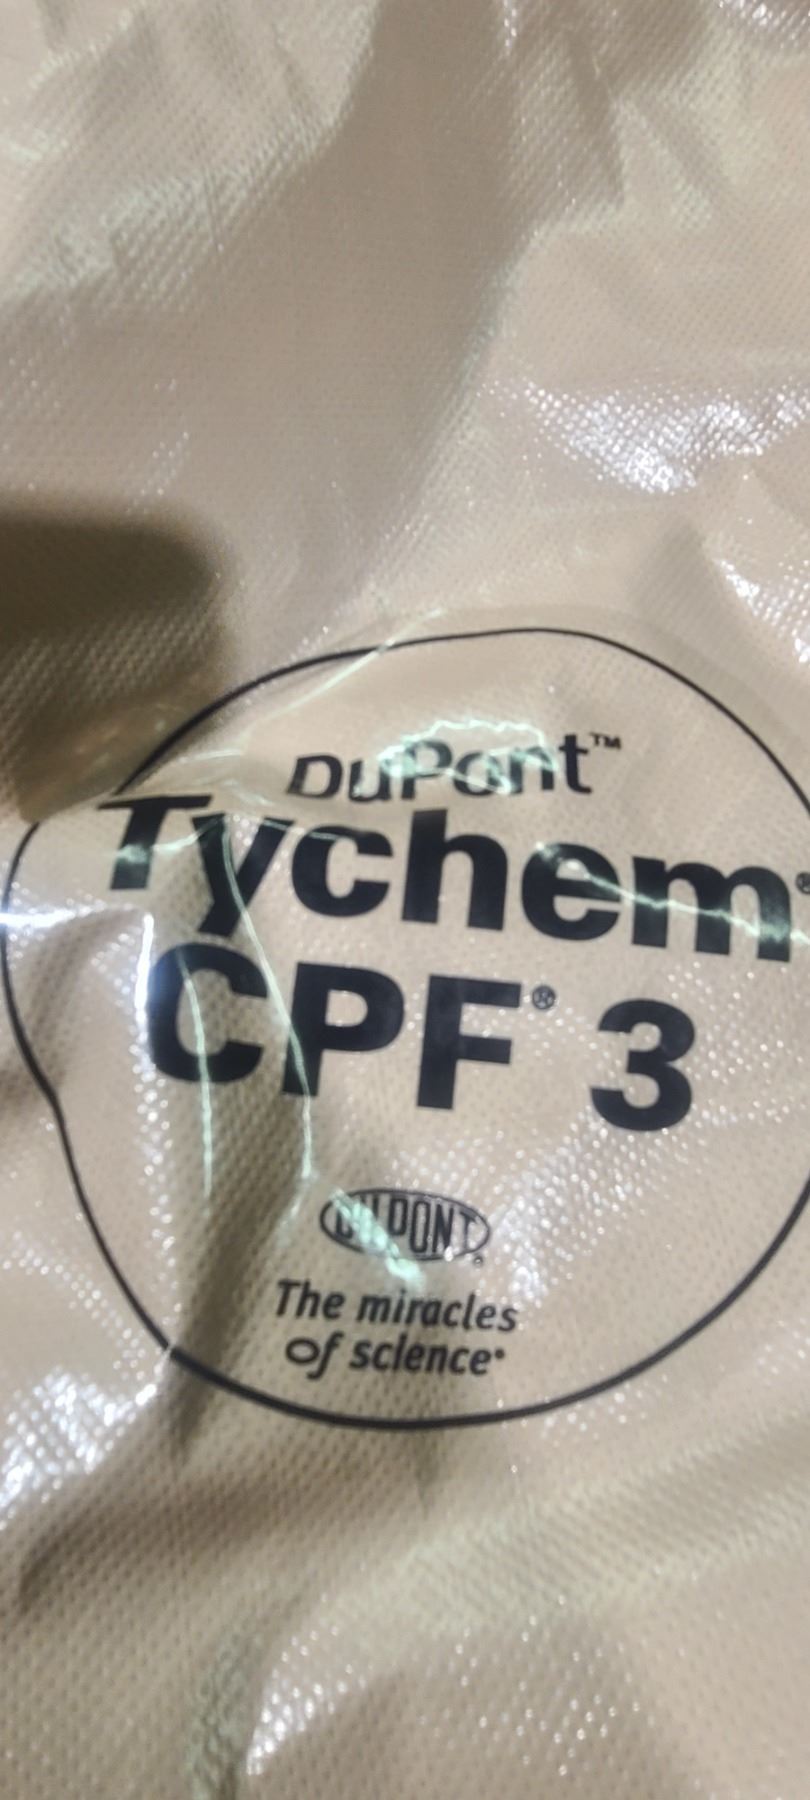 DuPont™
Tychem®
CPF® 3
DUPONT®
The miracles
of science®